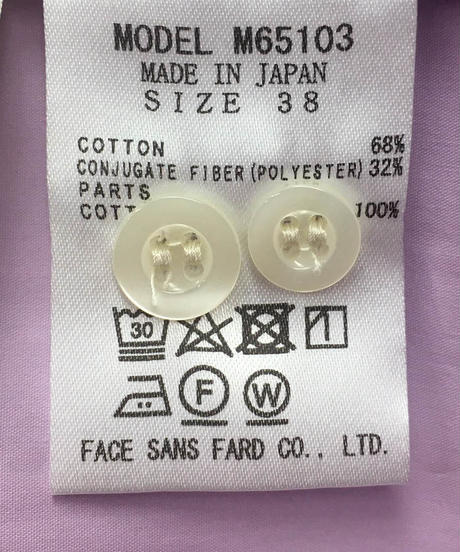 MODEL M65103
MADE IN JAPAN
SIZE 38
COTTON 68%
CONJUGATE FIBER(POLYESTER) 32%
PARTS
100%
30
F W
FACE SANS FARD CO., LTD.